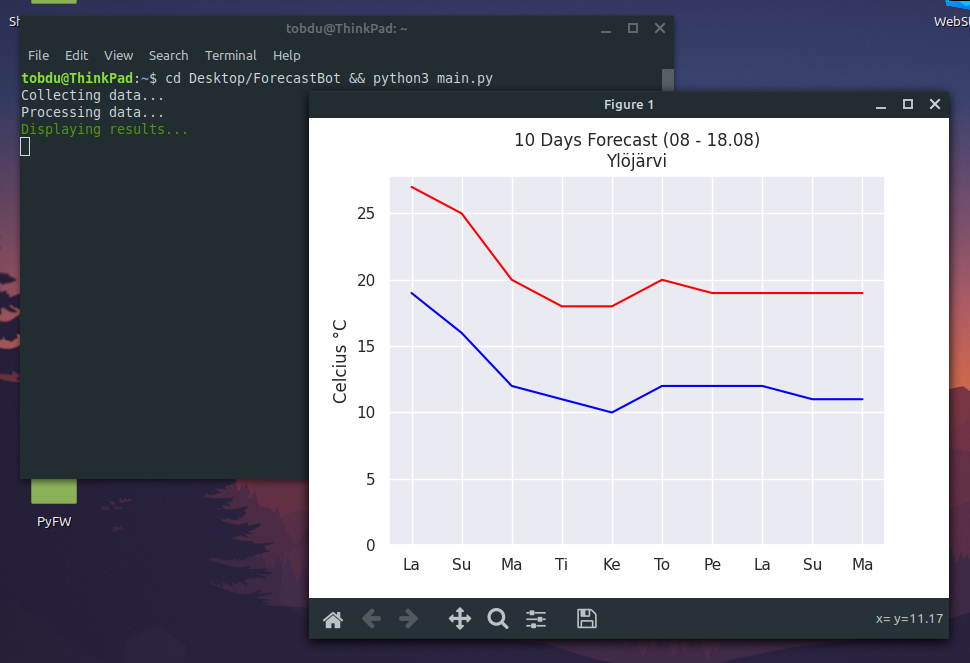 Sh
WebSt
tobdu@ThinkPad: ~
File Edit View Search Terminal Help
tobdu@ThinkPad:~$ cd Desktop/ForecastBot && python3 main.py
Collecting data...
Processing data...
Displaying results...
Figure 1
10 Days Forecast (08 - 18.08)
Ylöjärvi
Celcius °C
25
20
15
10
5
0
La Su Ma Ti Ke To Pe La Su Ma
x= y=11.17
PyFW